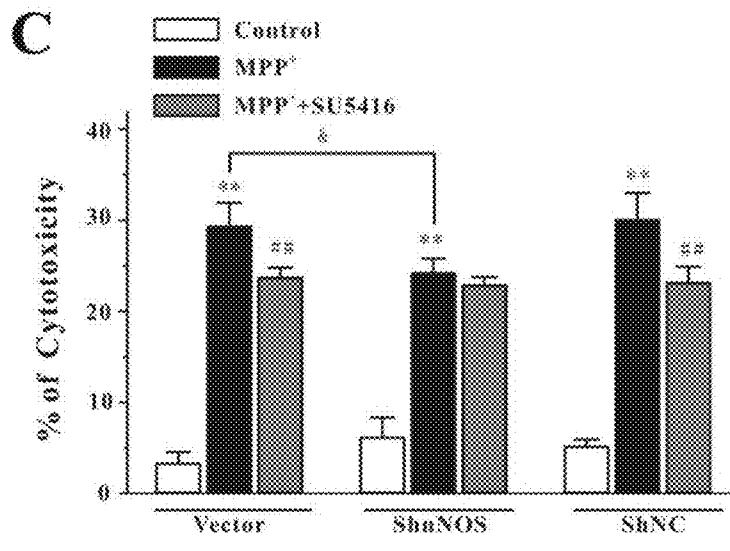 C
Control
MPP+
MPP++SU5416
% of Cytotoxicity
40
30
20
10
0
&
**
##
**
**
##
Vector
ShnNOS
ShNC